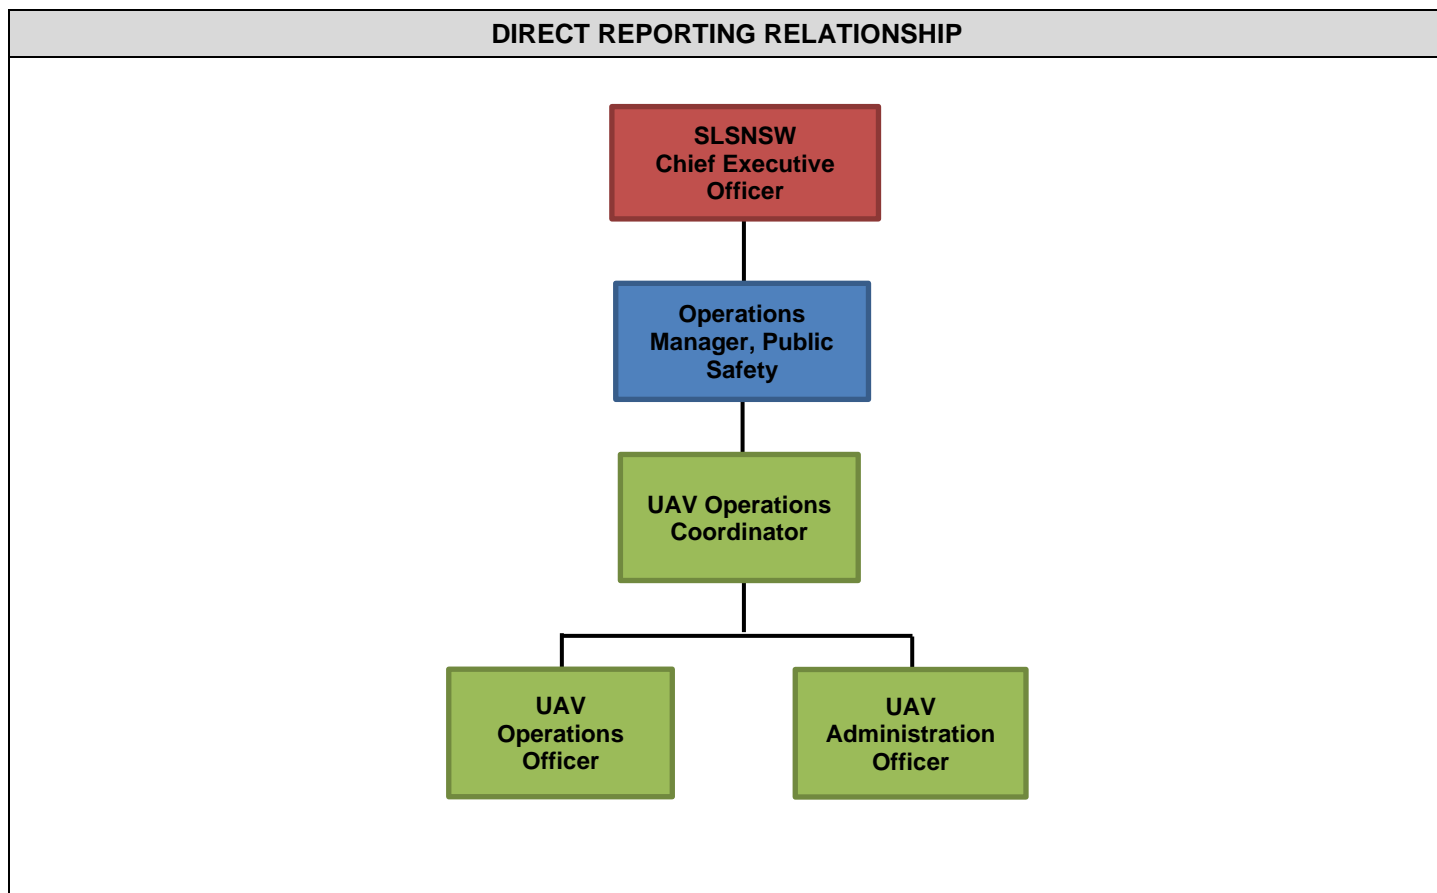 DIRECT REPORTING RELATIONSHIP
SLSNSW
Chief Executive
Officer
Operations
Manager, Public
Safety
UAV Operations
Coordinator
UAV
Operations
Officer
UAV
Administration
Officer